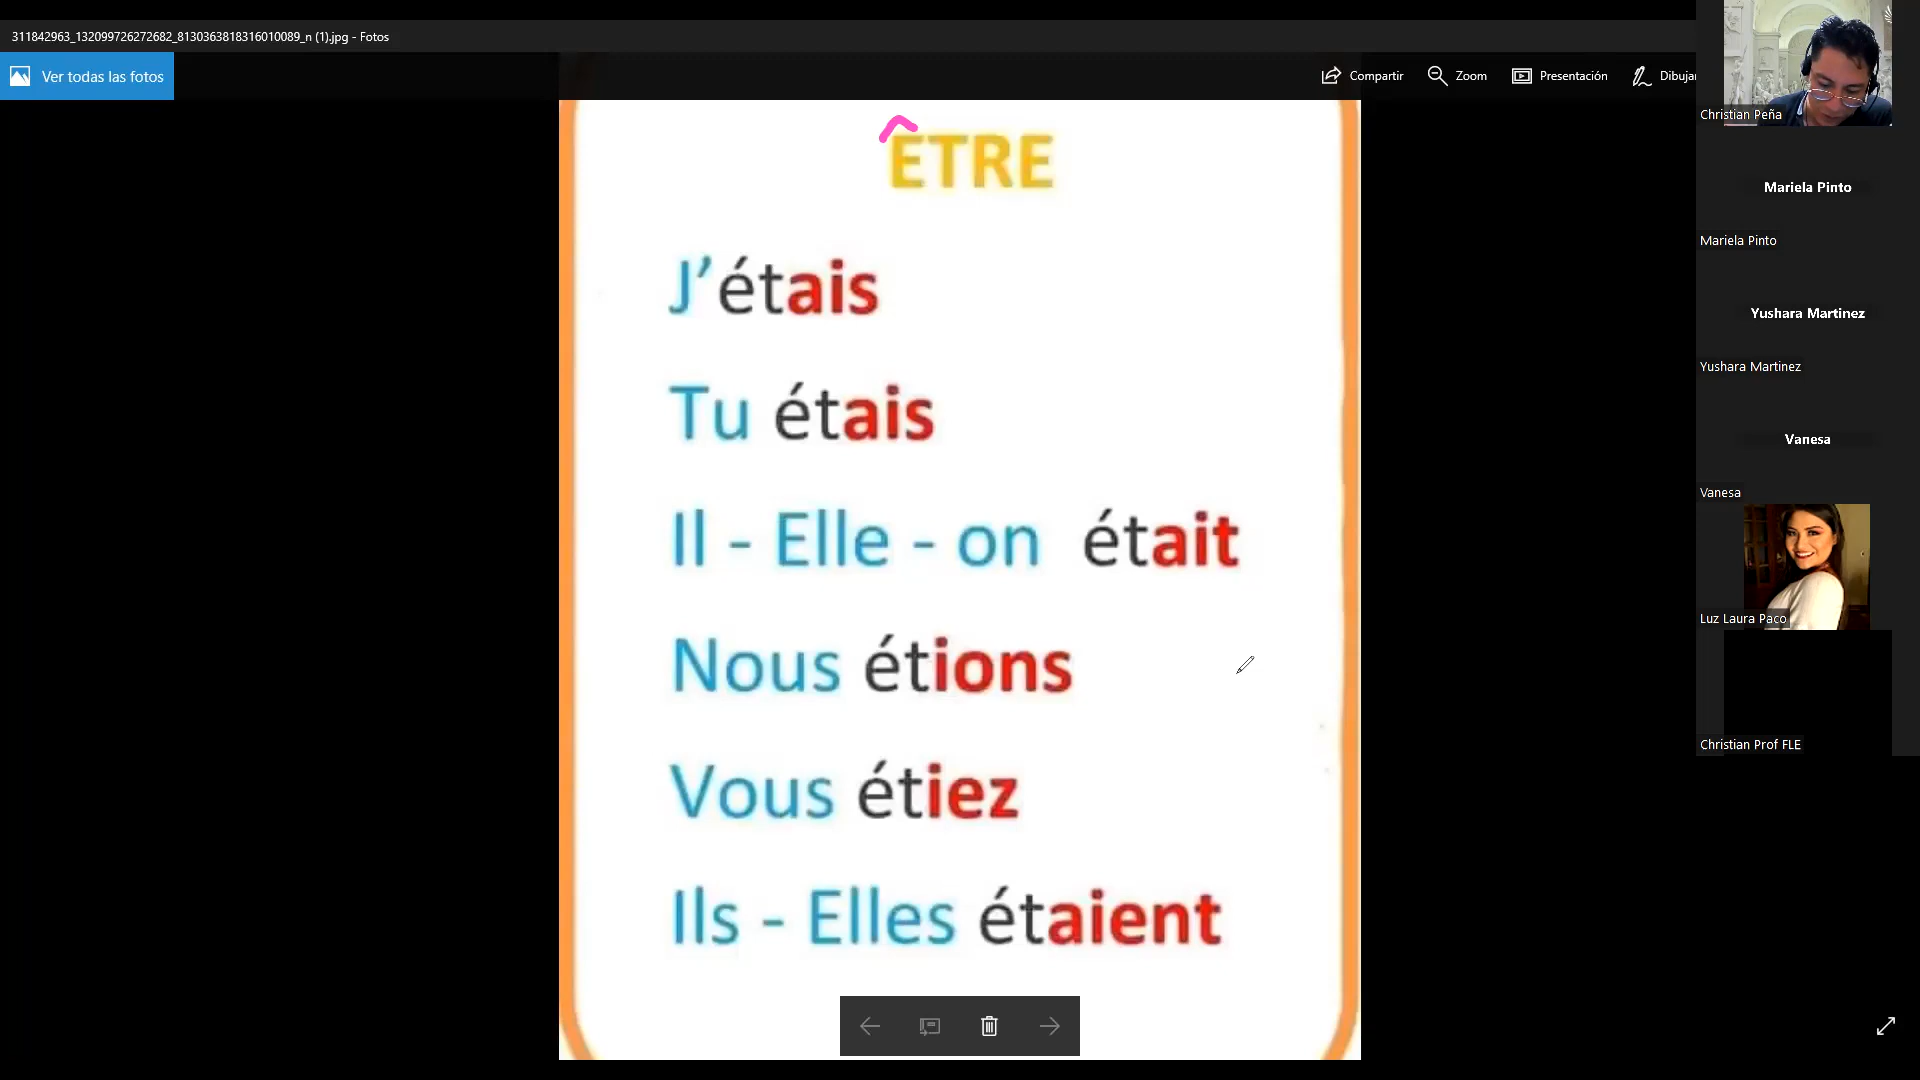 311842963_132099726272682_8130363818316010089_n (1).jpg - Fotos
Ver todas las fotos
Compartir
Zoom
Presentación
Dibujar
ÊTRE
J'étais
Tu étais
Il - Elle - on était
Nous étions
Vous étiez
Ils - Elles étaient
Christian Peña
Mariela Pinto
Mariela Pinto
Yushara Martinez
Yushara Martinez
Vanesa
Vanesa
Luz Laura Paco
Christian Prof FLE